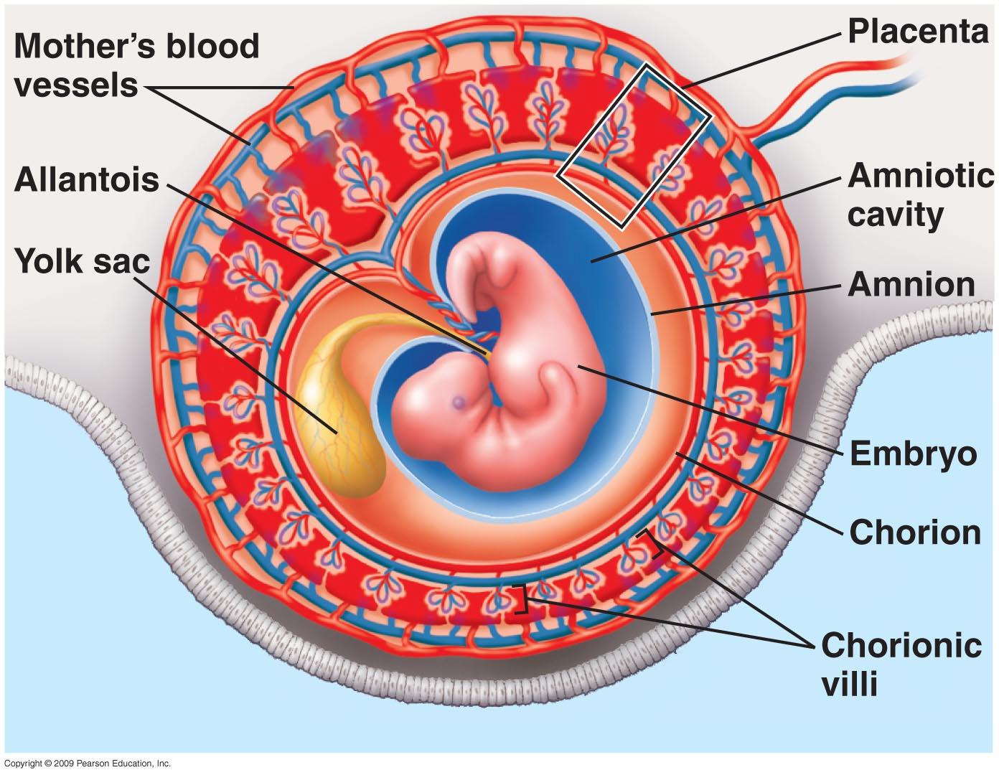 Mother’s blood
vessels
Allantois
Yolk sac
Placenta
Amniotic
cavity
Amnion
Embryo
Chorion
Chorionic
villi
Copyright © 2009 Pearson Education, Inc.